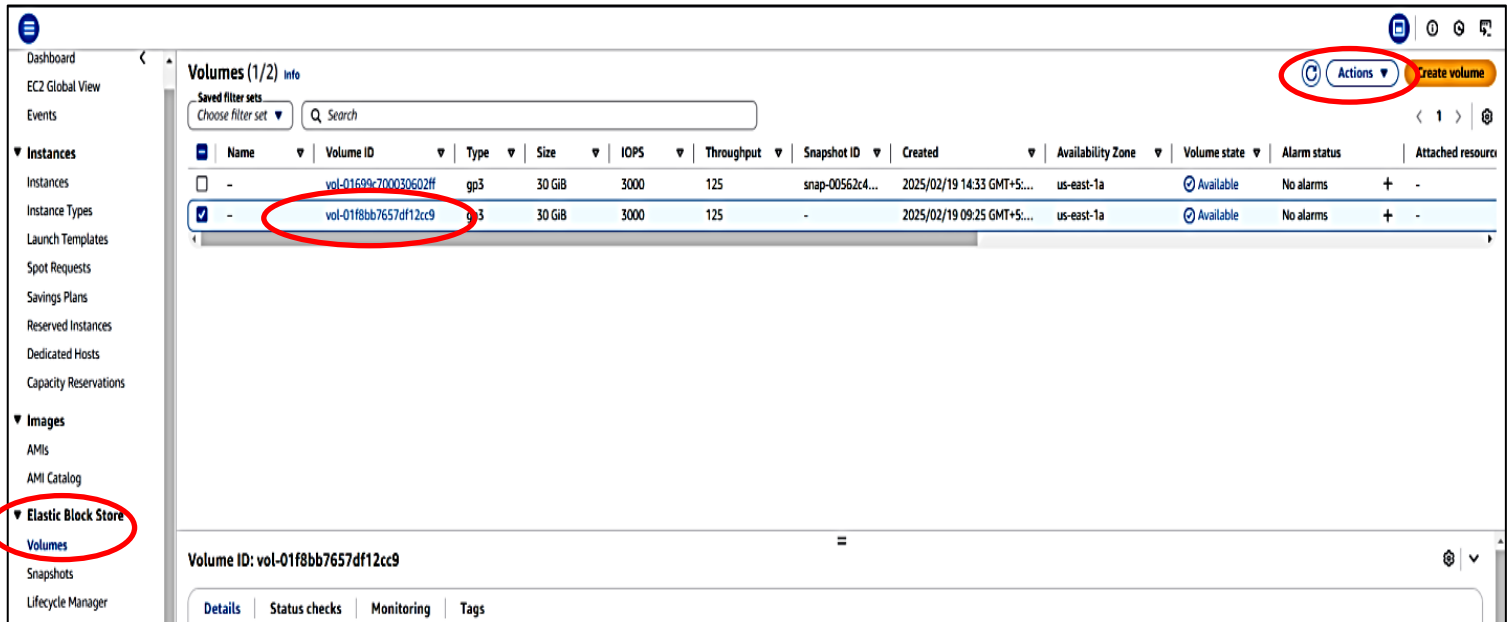 Dashboard
EC2 Global View
Events
Instances
Instances
Instance Types
Launch Templates
Spot Requests
Savings Plans
Reserved Instances
Dedicated Hosts
Capacity Reservations
Images
AMIs
AMI Catalog
Elastic Block Store
Volumes
Snapshots
Lifecycle Manager
Volumes (1/2) Info
Actions Create volume
Saved filter sets
Choose filter set Search
1
Name Volume ID Type Size IOPS Throughput Snapshot ID Created Availability Zone Volume state Alarm status Attached resourc
- vol-01699c700030602ff gp3 30 GiB 3000 125 snap-00562c4... 2025/02/19 14:33 GMT+5:... us-east-1a Available No alarms + -
- vol-01f8bb7657df12cc9 gp3 30 GiB 3000 125 - 2025/02/19 09:25 GMT+5:... us-east-1a Available No alarms + -
Volume ID: vol-01f8bb7657df12cc9
Details Status checks Monitoring Tags